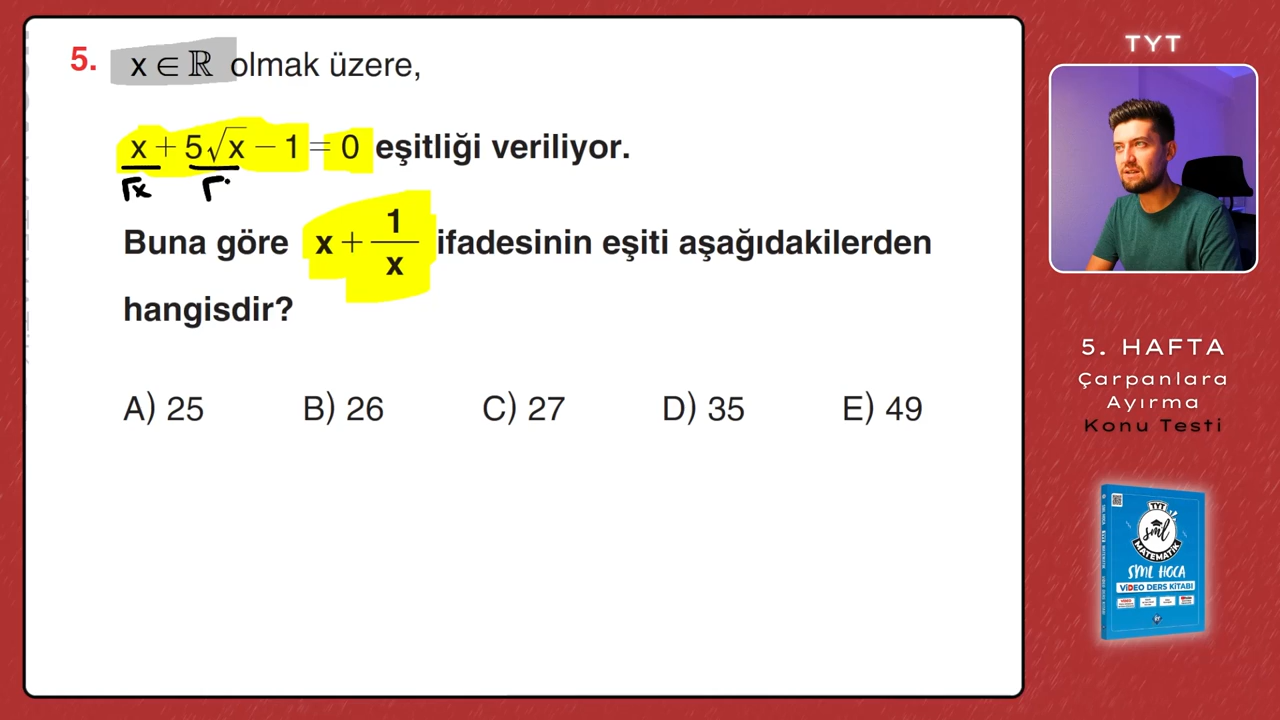 5. x ∈ ℝ olmak üzere,
x + 5√x − 1 = 0 eşitliği veriliyor.
√x √
Buna göre x + 1/x ifadesinin eşiti aşağıdakilerden
hangisdir?
A) 25 B) 26 C) 27 D) 35 E) 49
TYT
5. HAFTA
Çarpanlara
Ayırma
Konu Testi
TYT
sml
MATEMATİK
SML HOCA
VİDEO DERS KİTABI